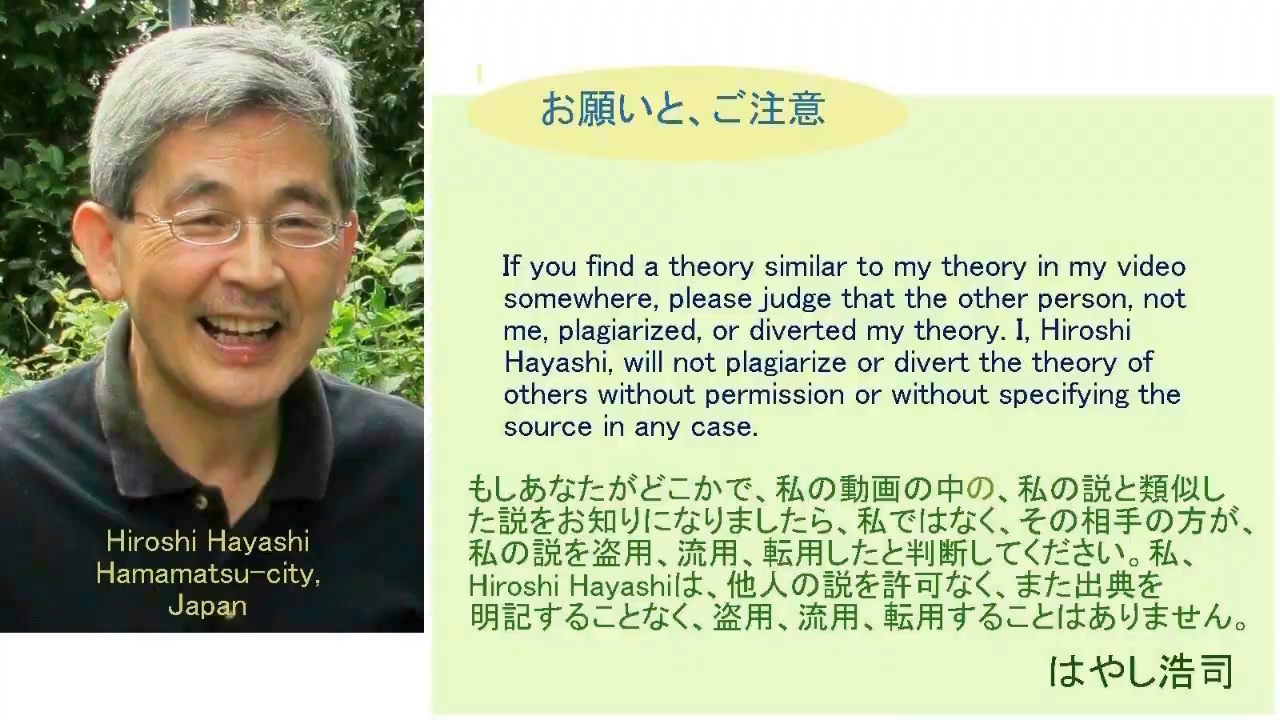 お願いと、ご注意
If you find a theory similar to my theory in my video
somewhere, please judge that the other person, not
me, plagiarized, or diverted my theory. I, Hiroshi
Hayashi, will not plagiarize or divert the theory of
others without permission or without specifying the
source in any case.
もしあなたがどこかで、私の動画の中の、私の説と類似し
た説をお知りになりましたら、私ではなく、その相手の方が、
私の説を盗用、流用、転用したと判断してください。私、
Hiroshi Hayashiは、他人の説を許可なく、また出典を
明記することなく、盗用、流用、転用することはありません。
はやし浩司
Hiroshi Hayashi
Hamamatsu-city,
Japan